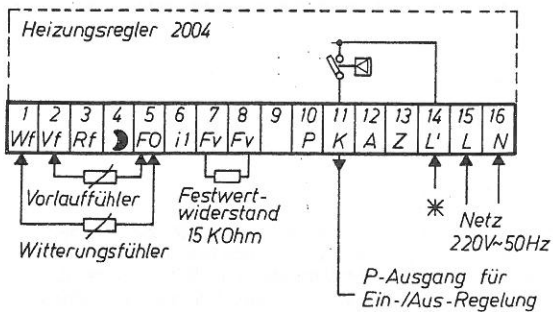 Heizungsregler 2004
1 2 3 4 5 6 7 8 9 10 11 12 13 14 15 16
Wf Vf Rf FO i1 Fv Fv P K A Z L' L N
Vorlauffühler
Witterungsfühler
Festwert-
widerstand
15 KOhm
*
Netz
220V~50Hz
P-Ausgang für
Ein-/Aus-Regelung